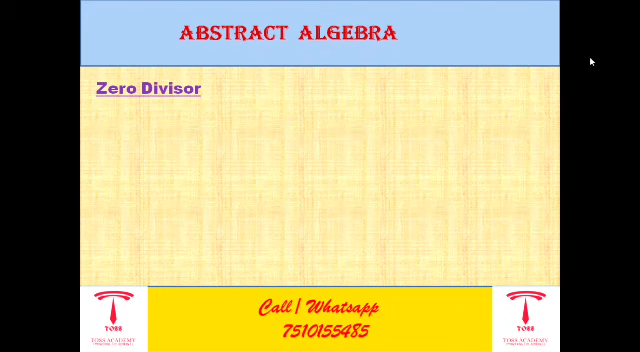 ABSTRACT ALGEBRA
Zero Divisor
Call / Whatsapp
7510155485
TOSS
TOSS ACADEMY
TOSS
TOSS ACADEMY